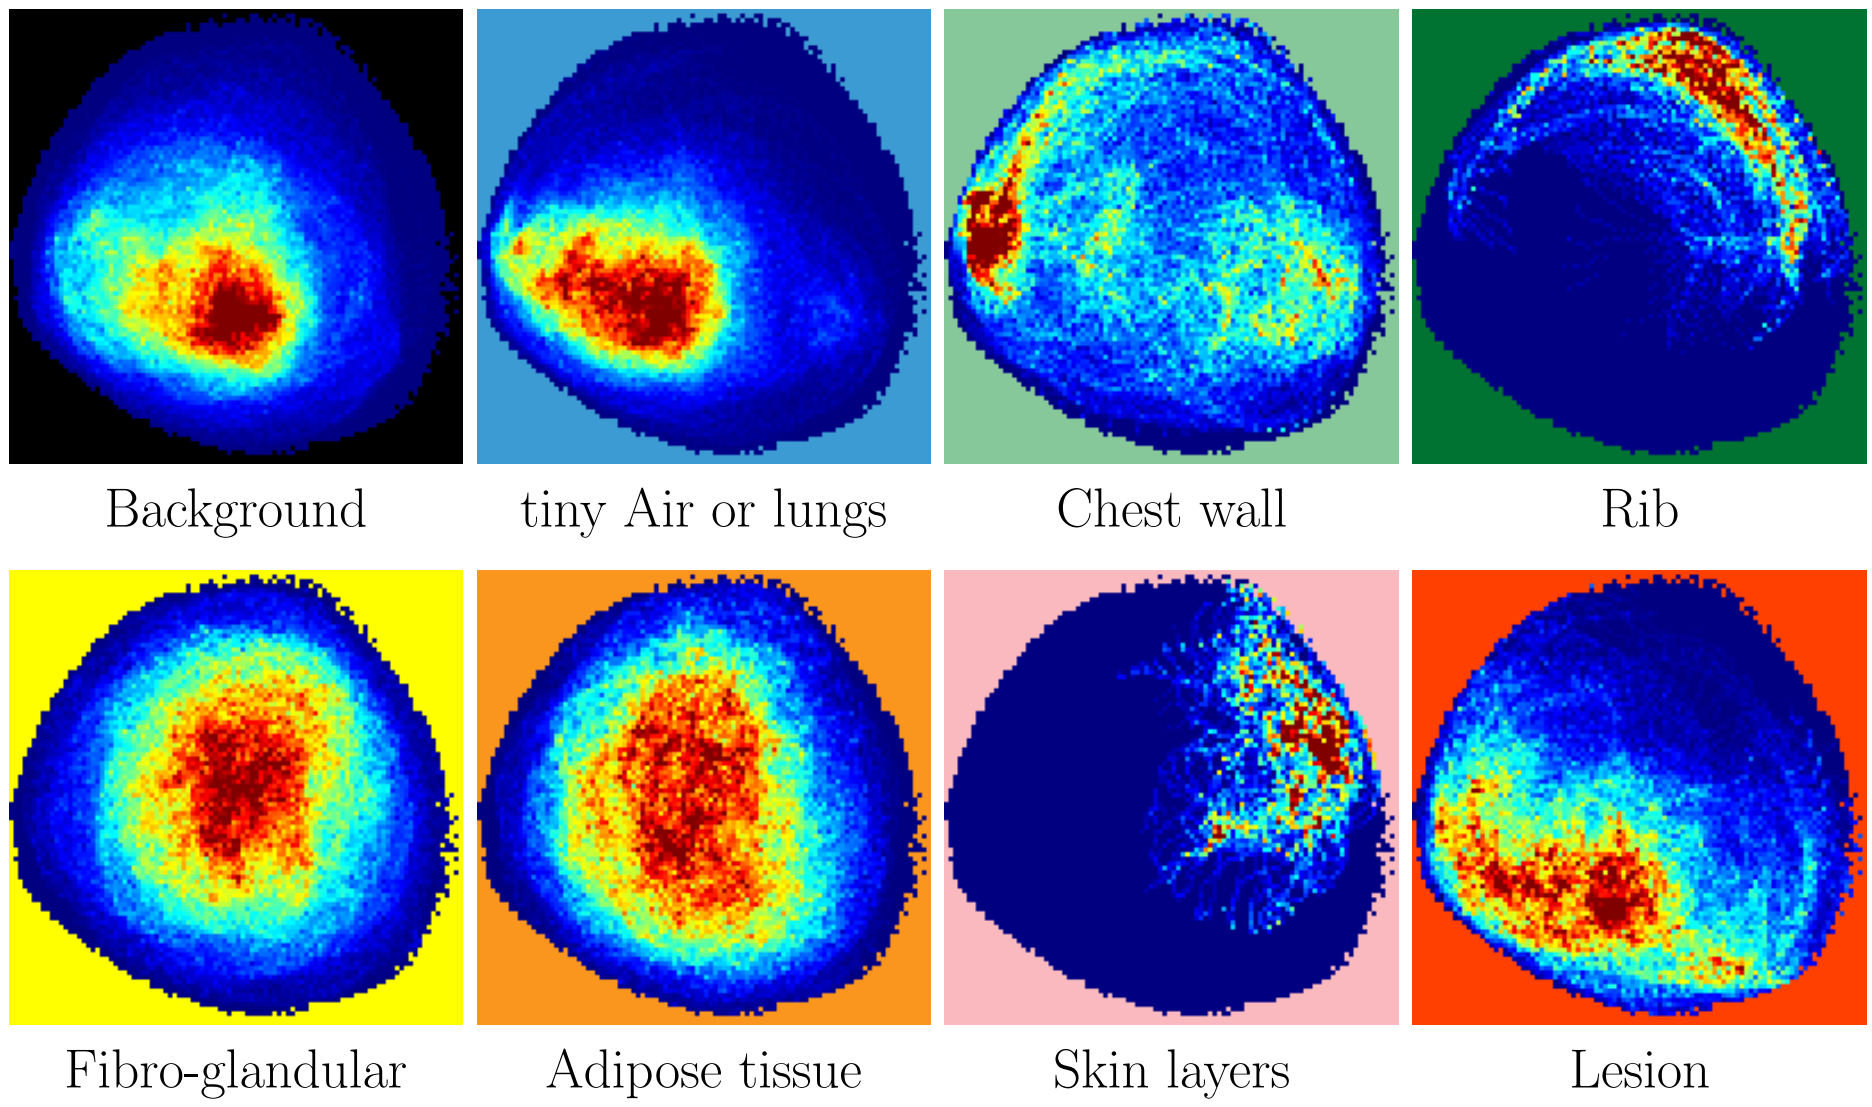 Background
tiny Air or lungs
Chest wall
Rib
Fibro-glandular
Adipose tissue
Skin layers
Lesion